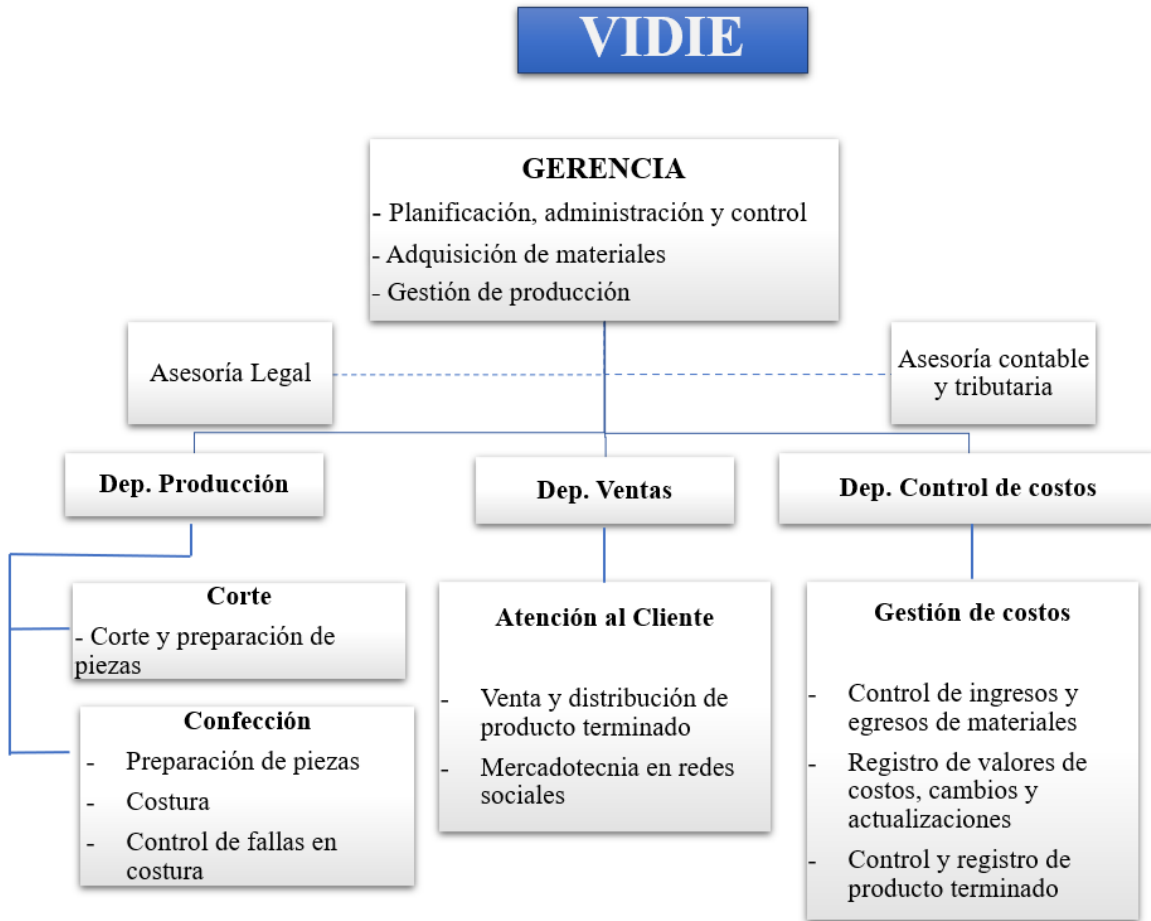 VIDIE
GERENCIA
- Planificación, administración y control
- Adquisición de materiales
- Gestión de producción
Asesoría Legal
Asesoría contable
y tributaria
Dep. Producción
Dep. Ventas
Dep. Control de costos
Corte
- Corte y preparación de
piezas
Confección
- Preparación de piezas
- Costura
- Control de fallas en
costura
Atención al Cliente
- Venta y distribución de
producto terminado
- Mercadotecnia en redes
sociales
Gestión de costos
- Control de ingresos y
egresos de materiales
- Registro de valores de
costos, cambios y
actualizaciones
- Control y registro de
producto terminado